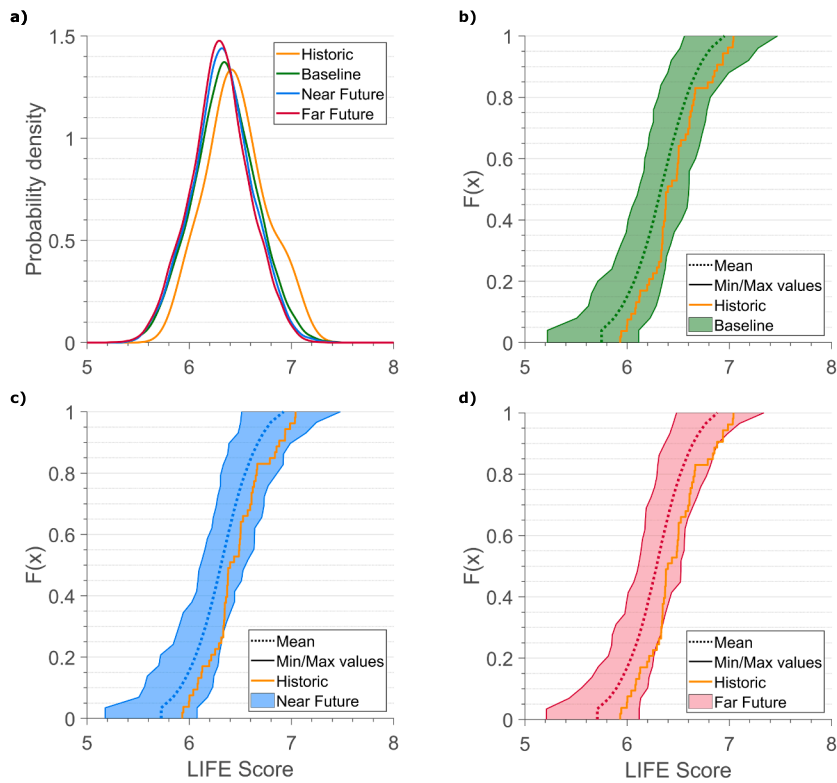 a)
Probability density
1.5
1
0.5
0
5
6
7
8
Historic
Baseline
Near Future
Far Future
b)
F(x)
1
0.8
0.6
0.4
0.2
0
5
6
7
8
Mean
Min/Max values
Historic
Baseline
c)
F(x)
1
0.8
0.6
0.4
0.2
0
5
6
7
8
LIFE Score
Mean
Min/Max values
Historic
Near Future
d)
F(x)
1
0.8
0.6
0.4
0.2
0
5
6
7
8
LIFE Score
Mean
Min/Max values
Historic
Far Future